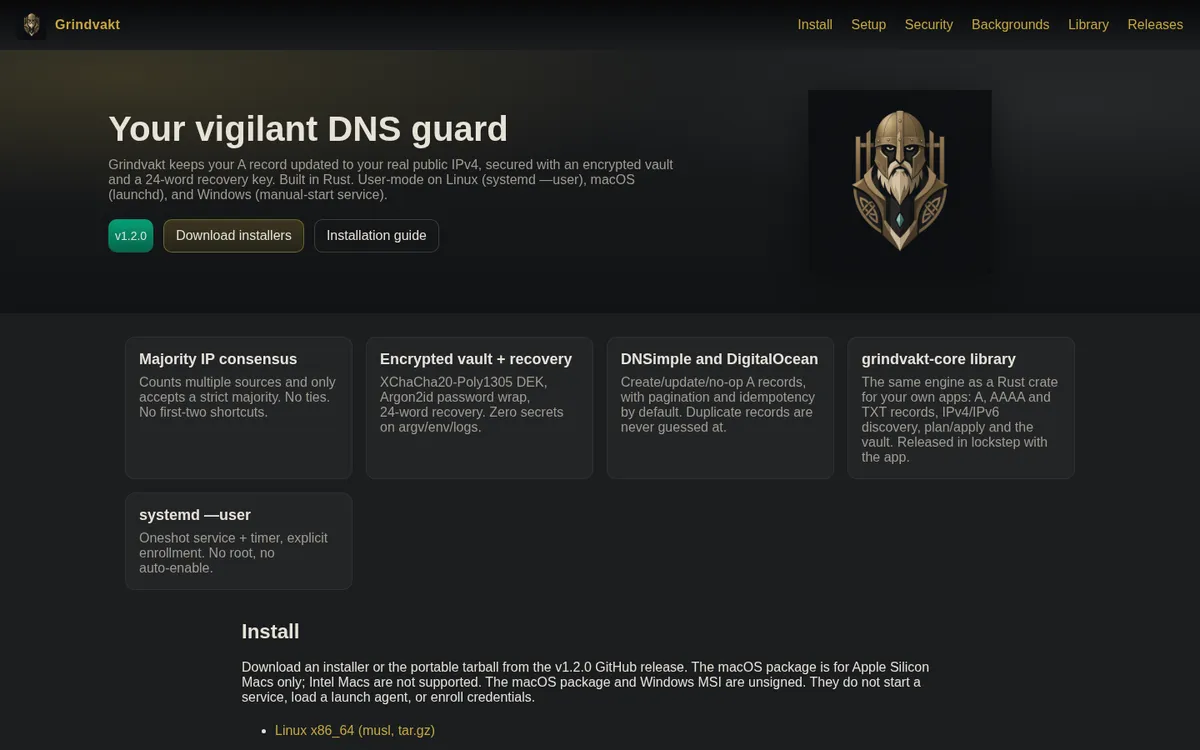 Grindvakt
Install
Setup
Security
Backgrounds
Library
Releases
Your vigilant DNS guard
Grindvakt keeps your A record updated to your real public IPv4, secured with an encrypted vault
and a 24-word recovery key. Built in Rust. User-mode on Linux (systemd —user), macOS
(launchd), and Windows (manual-start service).
v1.2.0
Download installers
Installation guide
Majority IP consensus
Counts multiple sources and only
accepts a strict majority. No ties.
No first-two shortcuts.
Encrypted vault + recovery
XChaCha20-Poly1305 DEK,
Argon2id password wrap,
24-word recovery. Zero secrets
on argv/env/logs.
DNSimple and DigitalOcean
Create/update/no-op A records,
with pagination and idempotency
by default. Duplicate records are
never guessed at.
grindvakt-core library
The same engine as a Rust crate
for your own apps: A, AAAA and
TXT records, IPv4/IPv6
discovery, plan/apply and the
vault. Released in lockstep with
the app.
systemd —user
Oneshot service + timer, explicit
enrollment. No root, no
auto-enable.
Install
Download an installer or the portable tarball from the v1.2.0 GitHub release. The macOS package is for Apple Silicon
Macs only; Intel Macs are not supported. The macOS package and Windows MSI are unsigned. They do not start a
service, load a launch agent, or enroll credentials.
• Linux x86_64 (musl, tar.gz)